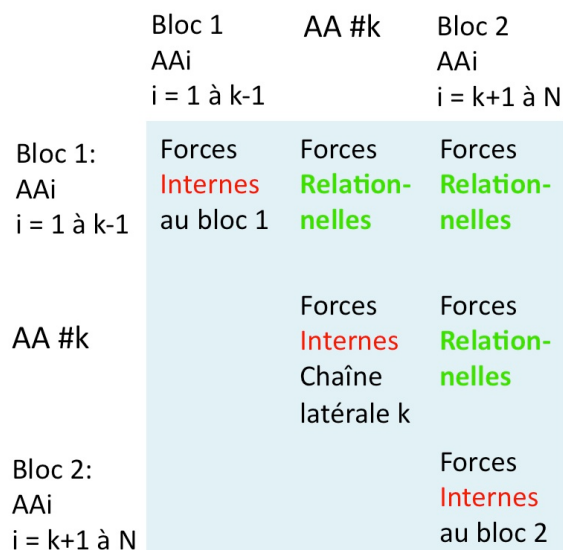 Bloc 1
AAi
i = 1 à k-1
AA #k
Bloc 2
AAi
i = k+1 à N
Bloc 1:
AAi
i = 1 à k-1
Forces
Internes
au bloc 1
Forces
Relation-
nelles
Forces
Relation-
nelles
AA #k
Forces
Internes
Chaîne
latérale k
Forces
Relation-
nelles
Bloc 2:
AAi
i = k+1 à N
Forces
Internes
au bloc 2